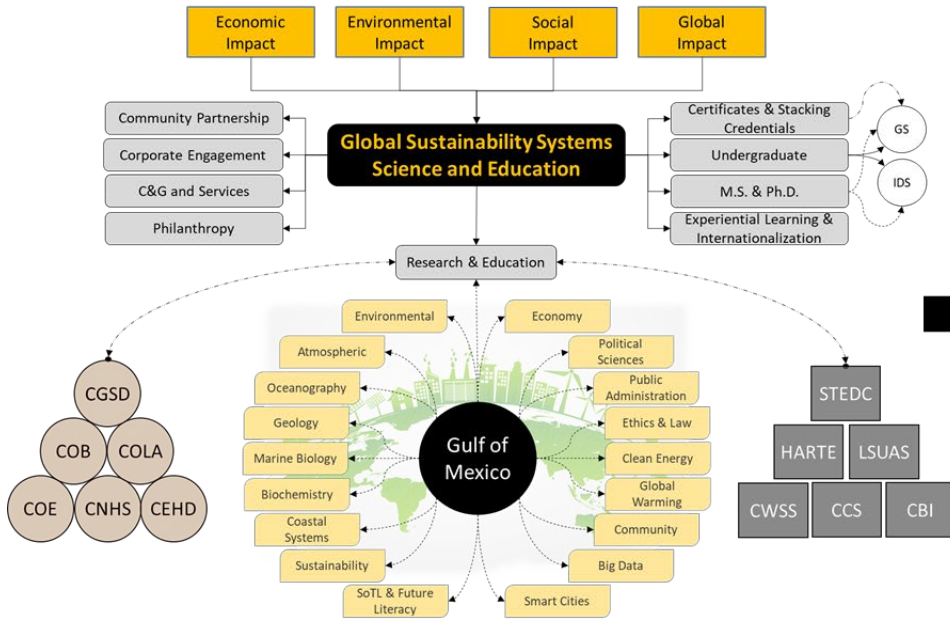 Economic
Impact
Environmental
Impact
Social
Impact
Global
Impact
Community Partnership
Corporate Engagement
C&G and Services
Philanthropy
Global Sustainability Systems
Science and Education
Certificates & Stacking
Credentials
Undergraduate
M.S. & Ph.D.
Experiential Learning &
Internationalization
GS
IDS
Research & Education
Environmental
Atmospheric
Oceanography
Geology
Marine Biology
Biochemistry
Coastal
Systems
Sustainability
SoTL & Future
Literacy
Gulf of
Mexico
Economy
Political
Sciences
Public
Administration
Ethics & Law
Clean Energy
Global
Warming
Community
Big Data
Smart Cities
CGSD
COB
COLA
COE
CNHS
CEHD
STEDC
HARTE
LSUAS
CWSS
CCS
CBI